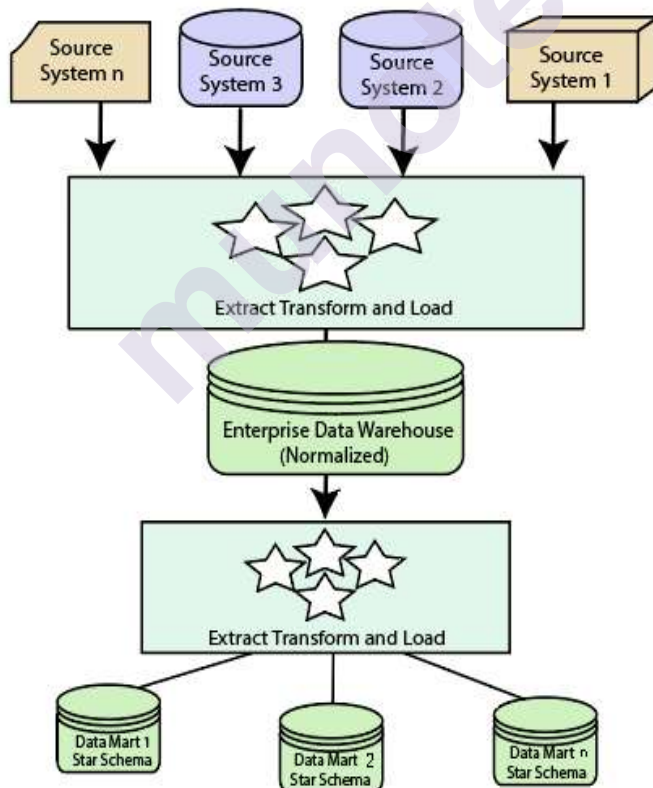 Source
System n
Source
System 3
Source
System 2
Source
System 1
Extract Transform and Load
Enterprise Data Warehouse
(Normalized)
Extract Transform and Load
Data Mart 1
Star Schema
Data Mart 2
Star Schema
Data Mart n
Star Schema
munote